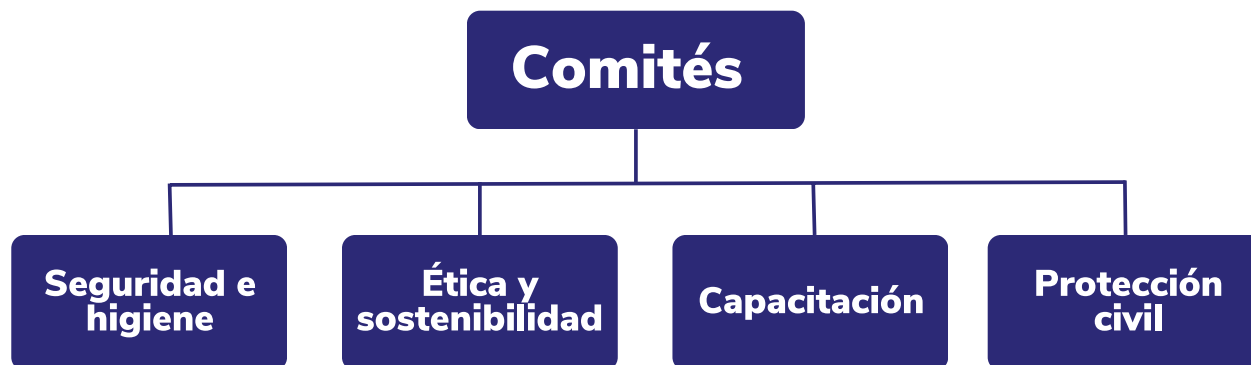 Comités
Seguridad e
higiene
Ética y
sostenibilidad
Capacitación
Protección
civil